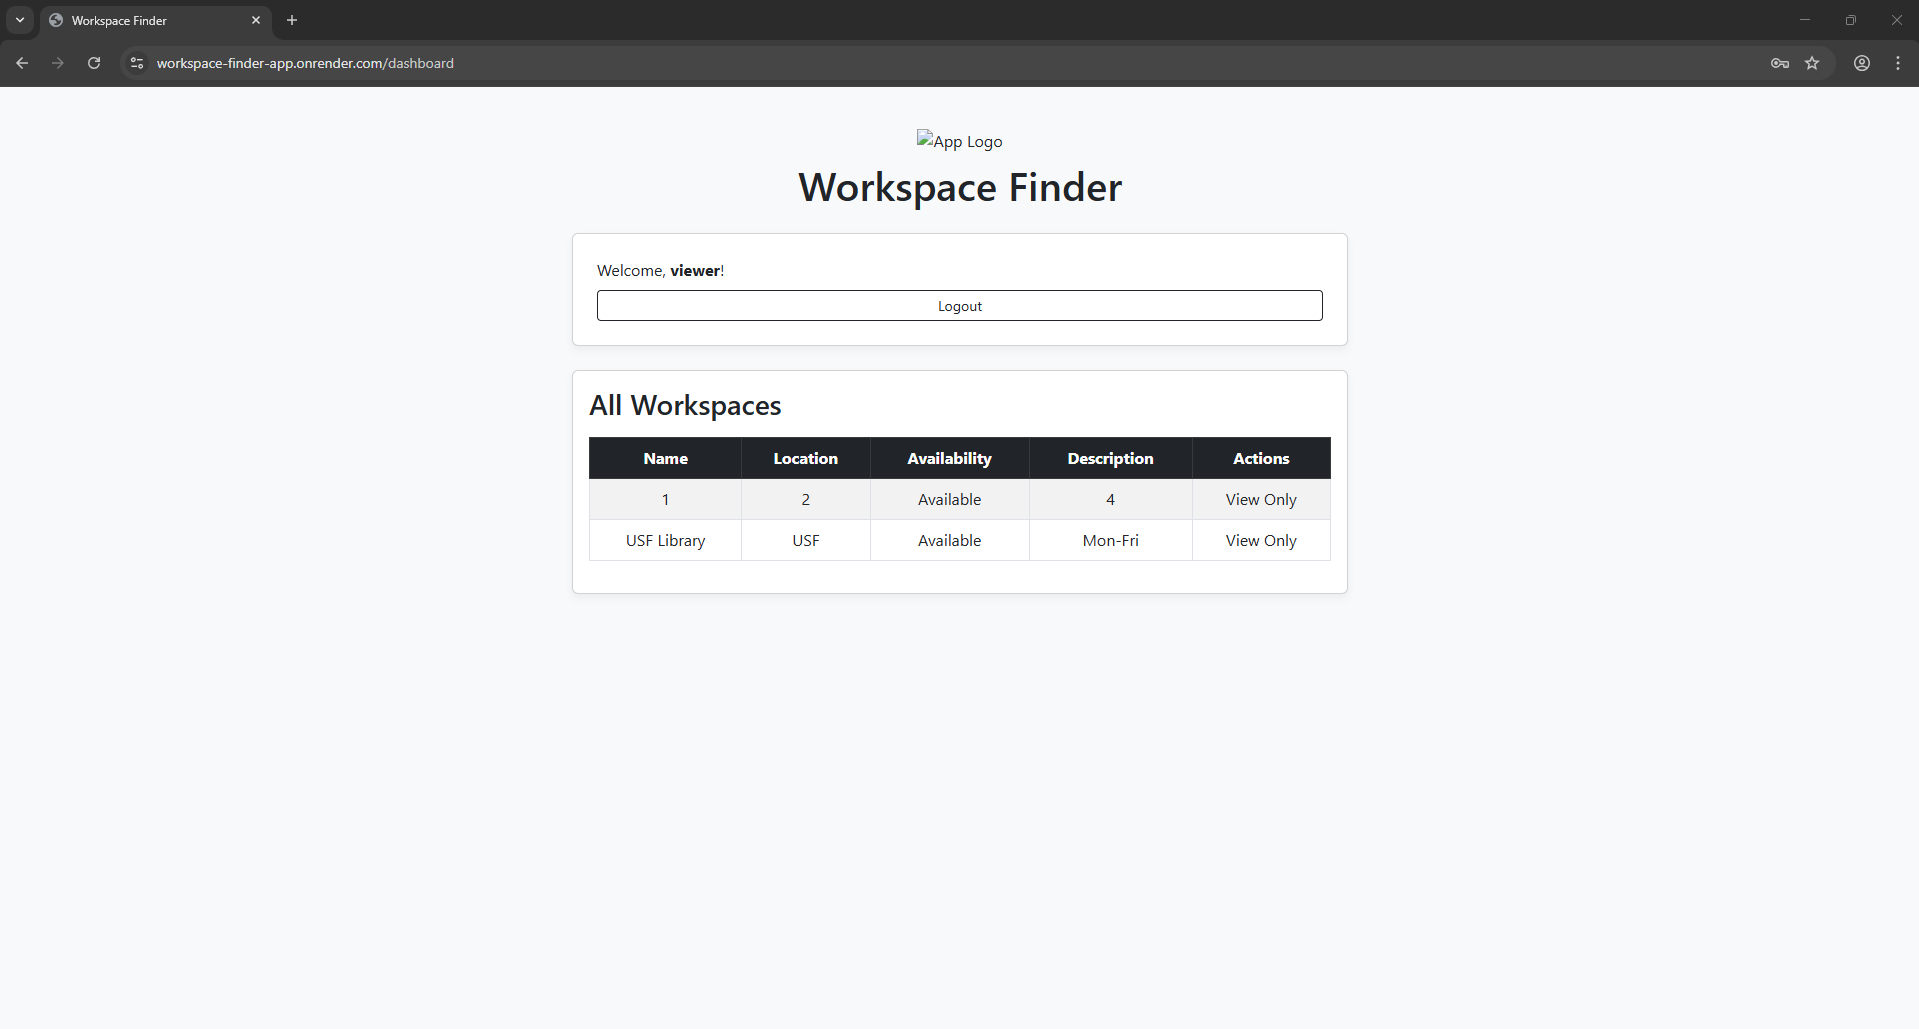 Workspace Finder
workspace-finder-app.onrender.com/dashboard
App Logo
Workspace Finder
Welcome, viewer!
Logout
All Workspaces
Name Location Availability Description Actions
1 2 Available 4 View Only
USF Library USF Available Mon-Fri View Only